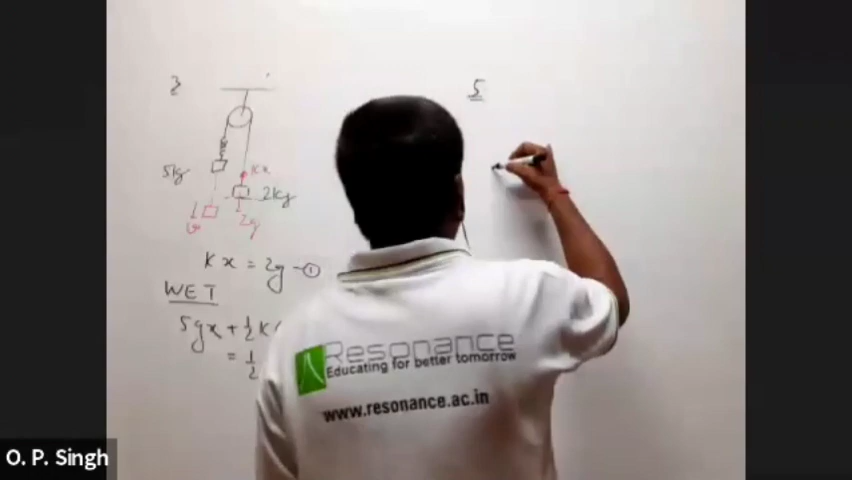 3
5
5kg
kx
2kg
2g
v
kx = 2g -①
WET
5gx + 1/2 k
= 1/2
Resonance
Educating for better tomorrow
www.resonance.ac.in
O. P. Singh